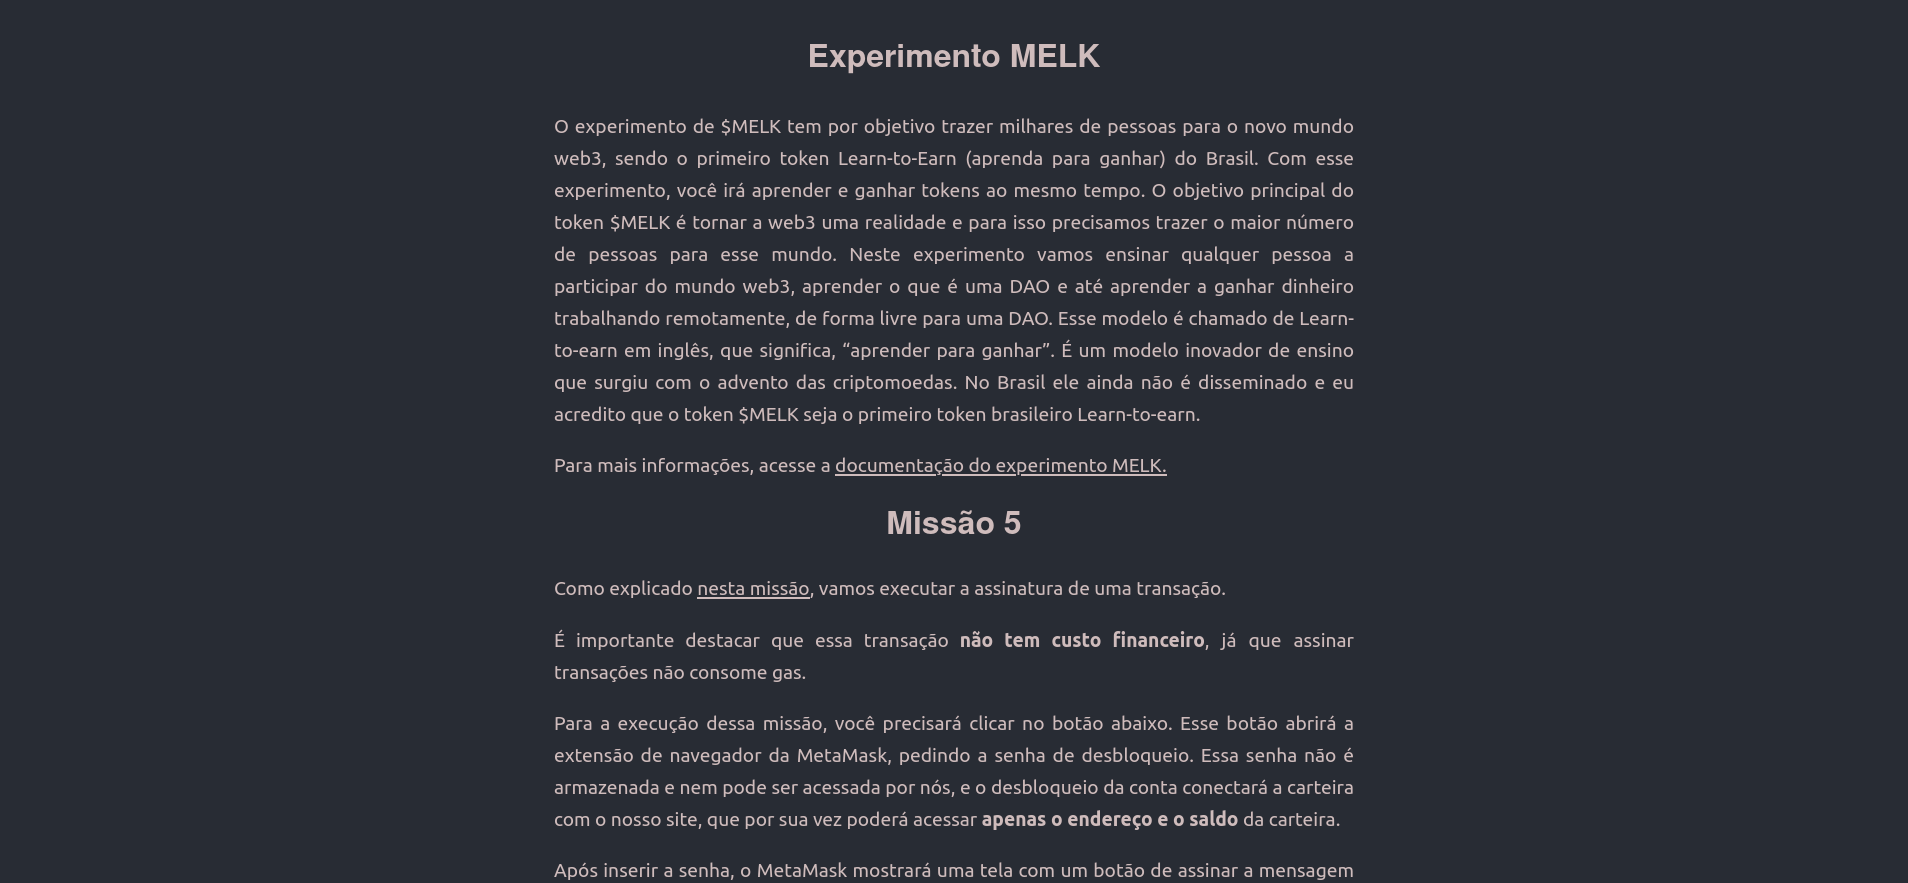 Experimento MELK
O experimento de $MELK tem por objetivo trazer milhares de pessoas para o novo mundo
web3, sendo o primeiro token Learn-to-Earn (aprenda para ganhar) do Brasil. Com esse
experimento, você irá aprender e ganhar tokens ao mesmo tempo. O objetivo principal do
token $MELK é tornar a web3 uma realidade e para isso precisamos trazer o maior número
de pessoas para esse mundo. Neste experimento vamos ensinar qualquer pessoa a
participar do mundo web3, aprender o que é uma DAO e até aprender a ganhar dinheiro
trabalhando remotamente, de forma livre para uma DAO. Esse modelo é chamado de Learn-
to-earn em inglês, que significa, “aprender para ganhar”. É um modelo inovador de ensino
que surgiu com o advento das criptomoedas. No Brasil ele ainda não é disseminado e eu
acredito que o token $MELK seja o primeiro token brasileiro Learn-to-earn.
Para mais informações, acesse a documentação do experimento MELK.
Missão 5
Como explicado nesta missão, vamos executar a assinatura de uma transação.
É importante destacar que essa transação não tem custo financeiro, já que assinar
transações não consome gas.
Para a execução dessa missão, você precisará clicar no botão abaixo. Esse botão abrirá a
extensão de navegador da MetaMask, pedindo a senha de desbloqueio. Essa senha não é
armazenada e nem pode ser acessada por nós, e o desbloqueio da conta conectará a carteira
com o nosso site, que por sua vez poderá acessar apenas o endereço e o saldo da carteira.
Após inserir a senha, o MetaMask mostrará uma tela com um botão de assinar a mensagem